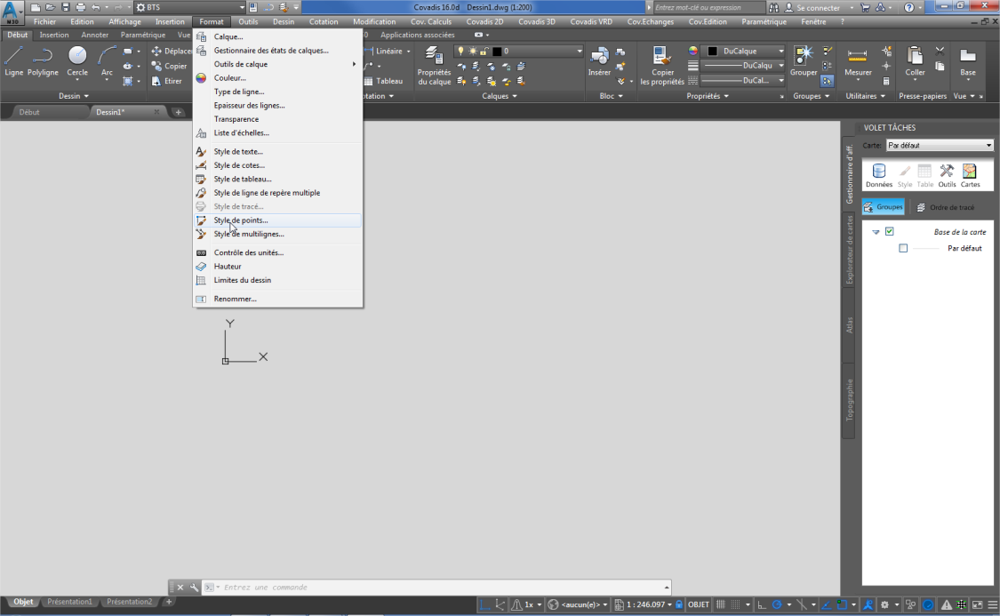 BTS
Covadis 16.0d Dessin1.dwg (1:200)
Entrez mot-clé ou expression
Se connecter
M3D
Fichier Edition Affichage Insertion Format Outils Dessin Cotation Modification Cov. Calculs Covadis 2D Covadis 3D Covadis VRD Cov.Echanges Cov.Edition Paramétrique Fenêtre ?
Début Insertion Annoter Paramétrique Vue 0 Applications associées
Ligne Polyligne Cercle Arc
Déplacer
Copier
Etirer
Linéaire
Tableau
Propriétés
du calque
0
Insérer
Copier
les propriétés
DuCalque
DuCalqu
DuCal...
Grouper
Mesurer
Coller
Base
Dessin
otation
Calques
Bloc
Propriétés
Groupes
Utilitaires
Presse-papiers
Vue
Début
Dessin1*
Calque...
Gestionnaire des états de calques...
Outils de calque
Couleur...
Type de ligne...
Epaisseur des lignes...
Transparence
Liste d'échelles...
Style de texte...
Style de cotes...
Style de tableau...
Style de ligne de repère multiple
Style de tracé...
Style de points...
Style de multilignes...
Contrôle des unités...
Hauteur
Limites du dessin
Renommer...
Y
X
VOLET TÂCHES
Carte: Par défaut
Données Style Table Outils Cartes
Groupes
Ordre de tracé
Base de la carte
Par défaut
Gestionnaire d'aff.
Explorateur de cartes
Atlas
Topographie
Entrez une commande
Objet Présentation1 Présentation2 +
1x
<aucun(e)>
1 : 246.097
OBJET